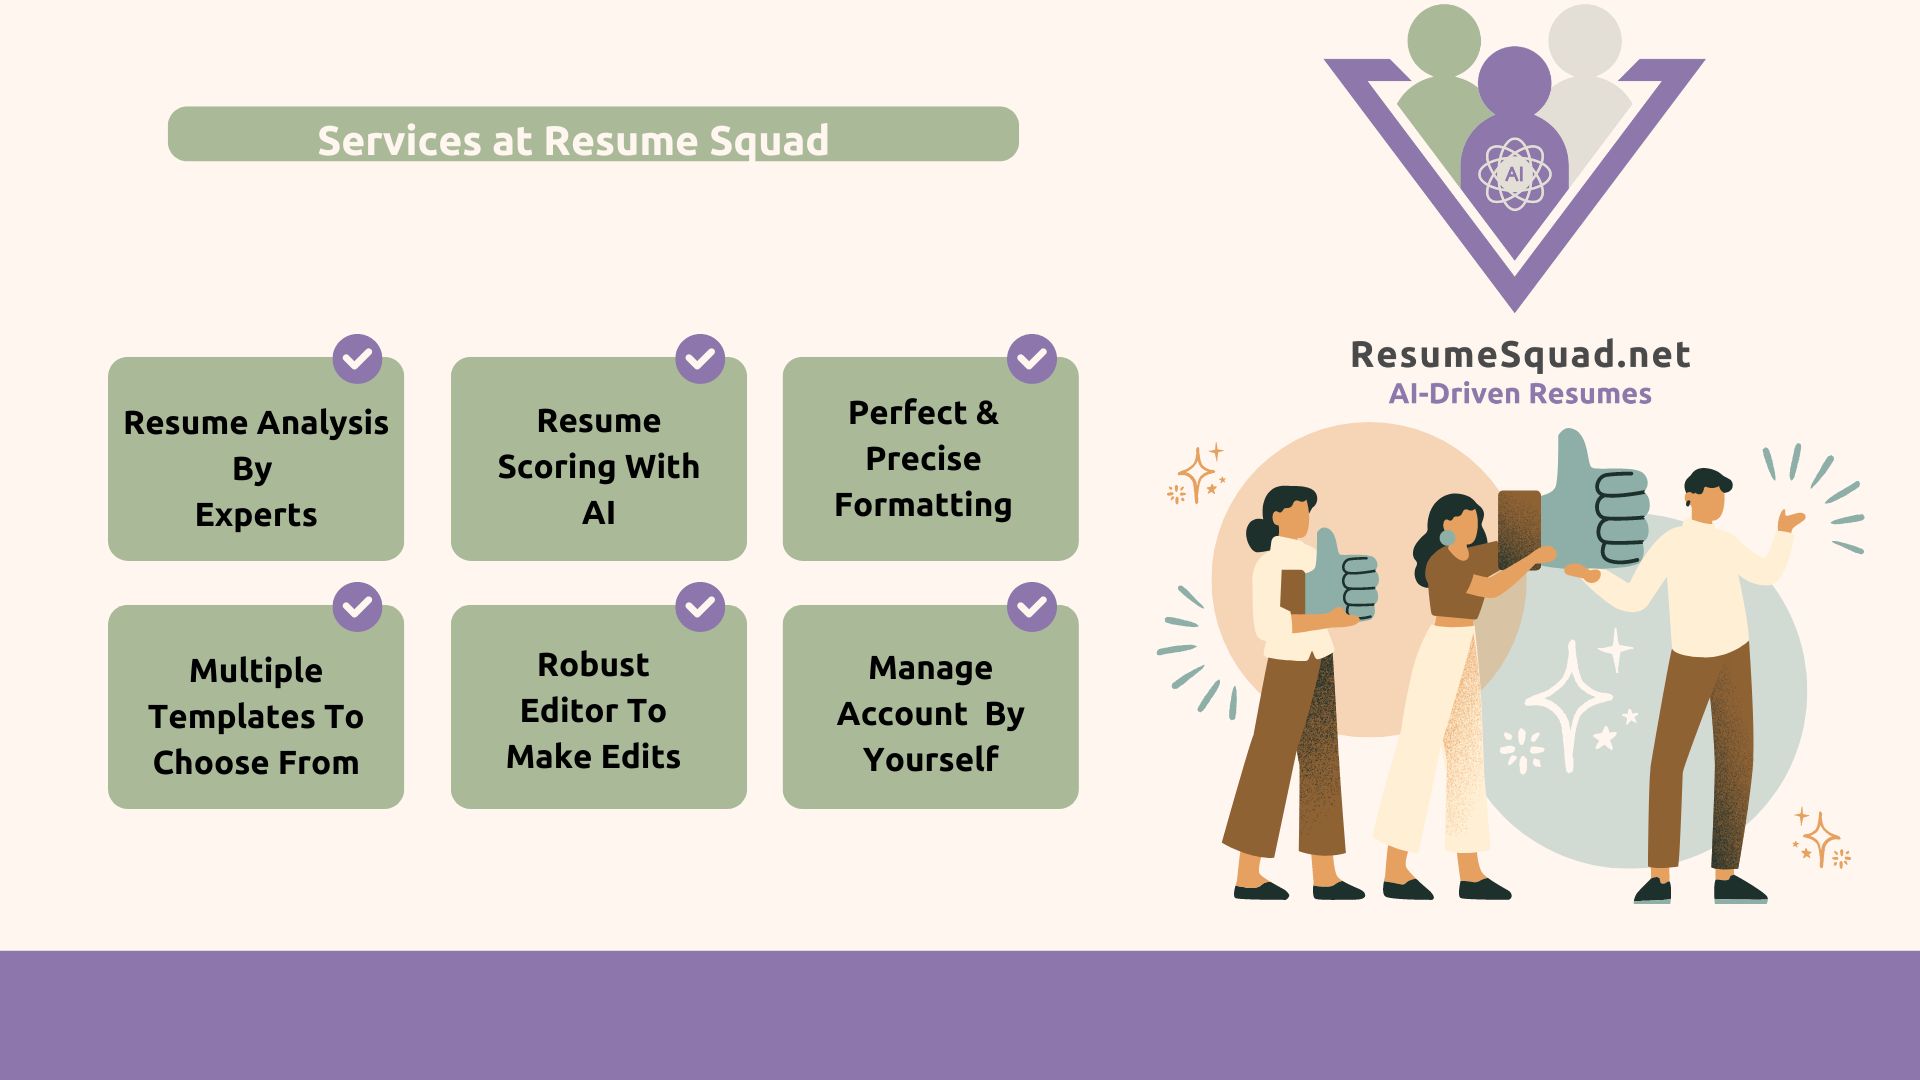 Services at Resume Squad
AI
ResumeSquad.net
AI-Driven Resumes
Resume Analysis
By
Experts
Resume
Scoring With
AI
Perfect &
Precise
Formatting
Multiple
Templates To
Choose From
Robust
Editor To
Make Edits
Manage
Account  By
Yourself